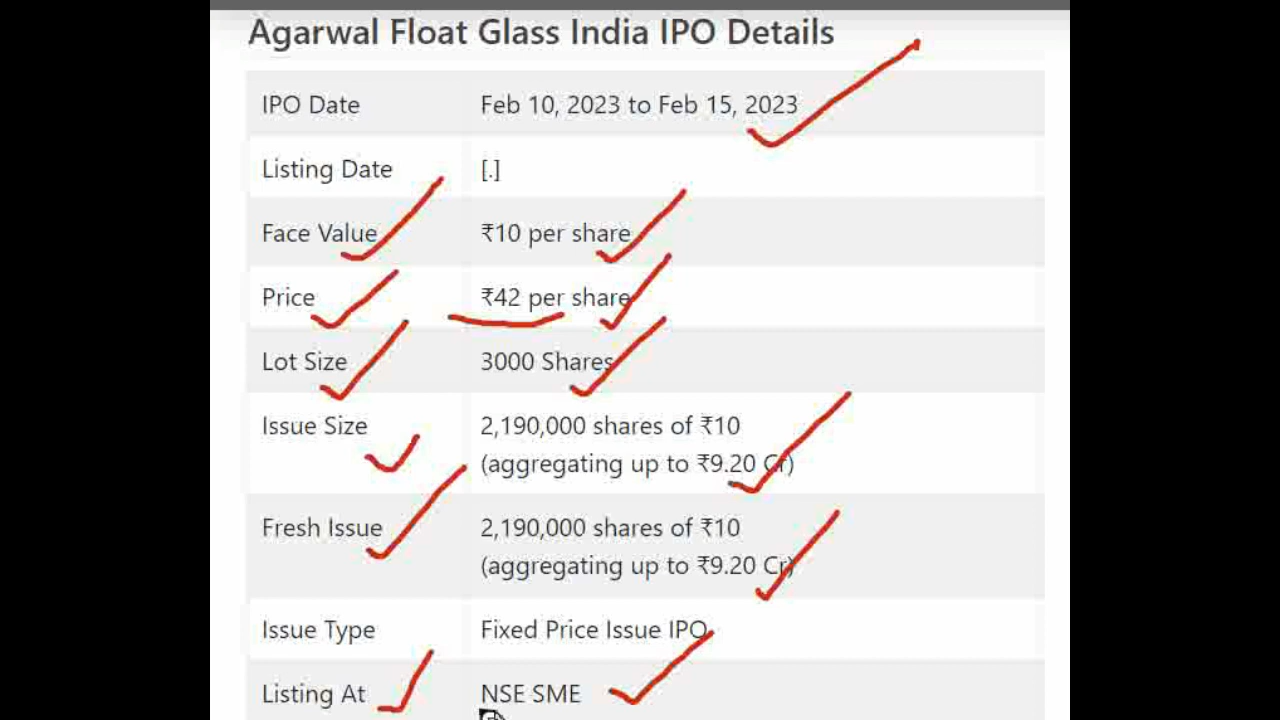 Agarwal Float Glass India IPO Details
IPO Date Feb 10, 2023 to Feb 15, 2023
Listing Date [.]
Face Value ₹10 per share
Price ₹42 per share
Lot Size 3000 Shares
Issue Size 2,190,000 shares of ₹10
(aggregating up to ₹9.20 Cr)
Fresh Issue 2,190,000 shares of ₹10
(aggregating up to ₹9.20 Cr)
Issue Type Fixed Price Issue IPO
Listing At NSE SME